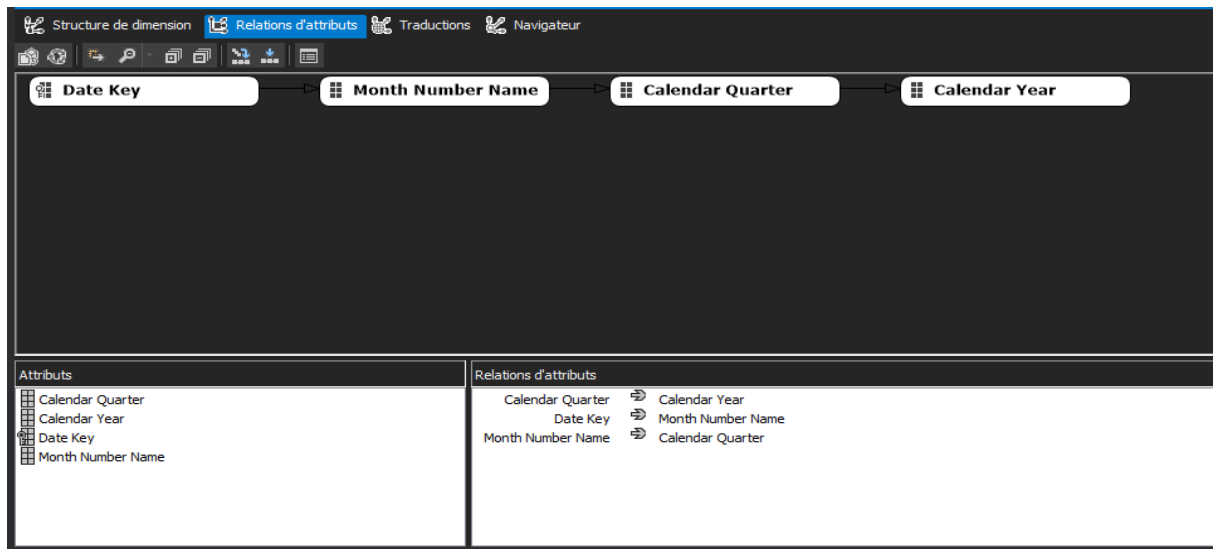 Structure de dimension Relations d'attributs Traductions Navigateur
Date Key Month Number Name Calendar Quarter Calendar Year
Attributs
Calendar Quarter
Calendar Year
Date Key
Month Number Name
Relations d'attributs
Calendar Quarter Calendar Year
Date Key Month Number Name
Month Number Name Calendar Quarter